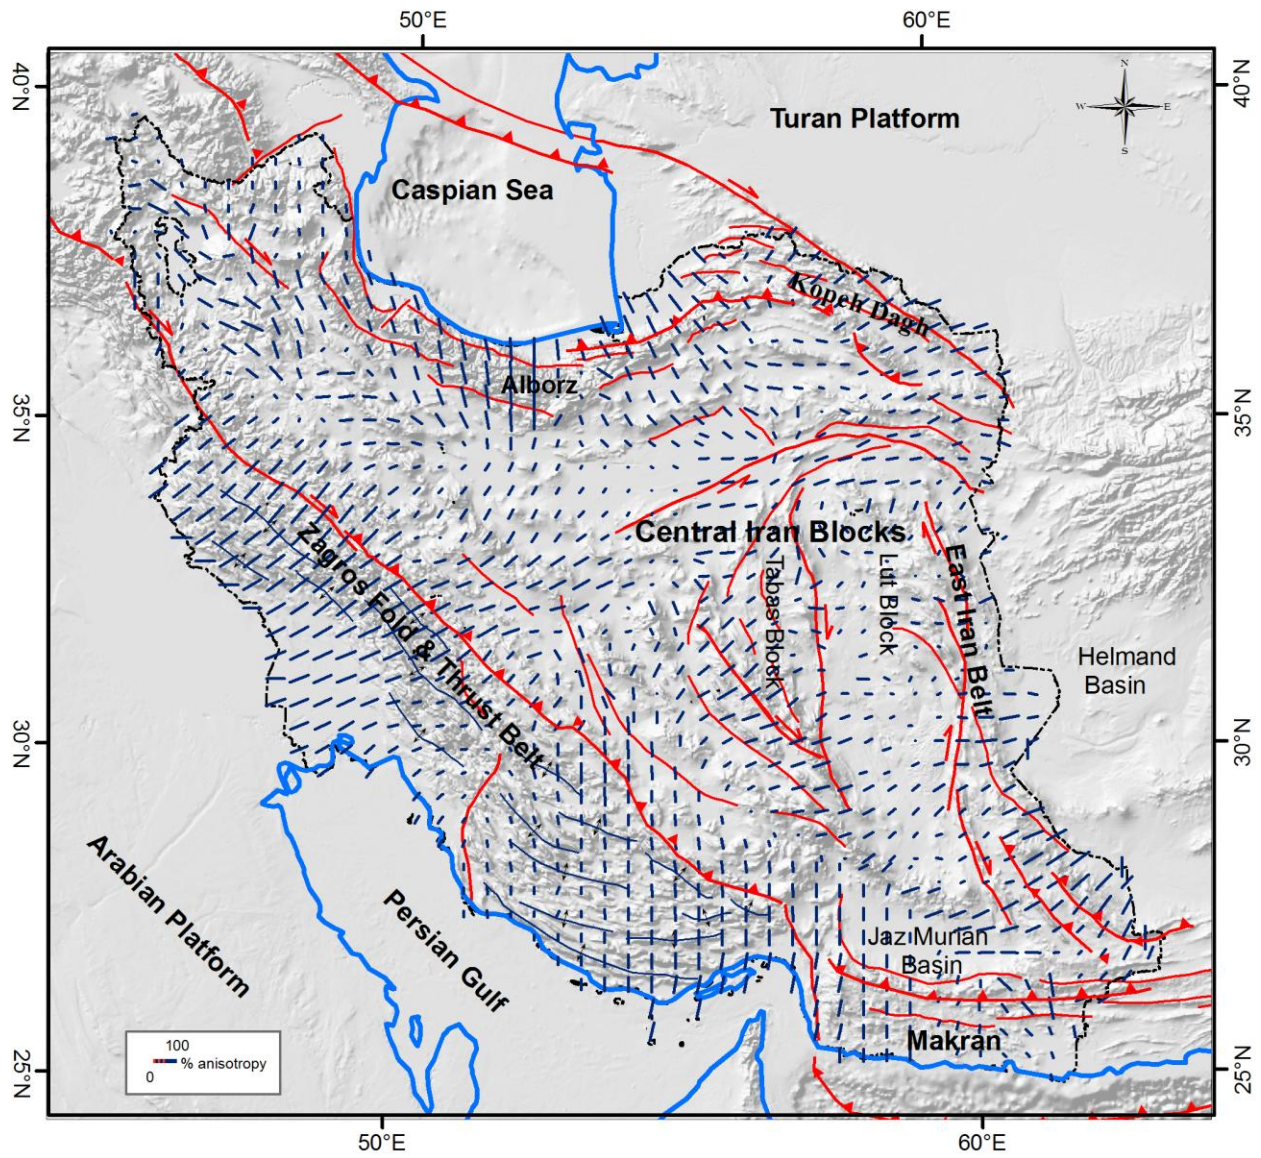 50°E
60°E
40°N
40°N
N
W
E
S
Turan Platform
Caspian Sea
Kopeh Dagh
Alborz
35°N
35°N
Central Iran Blocks
Zagros Fold & Thrust Belt
Tabas Block
Lut Block
East Iran Belt
Helmand
Basin
30°N
30°N
Arabian Platform
Persian Gulf
Jaz Murian
Basin
Makran
100
% anisotropy
0
25°N
25°N
50°E
60°E